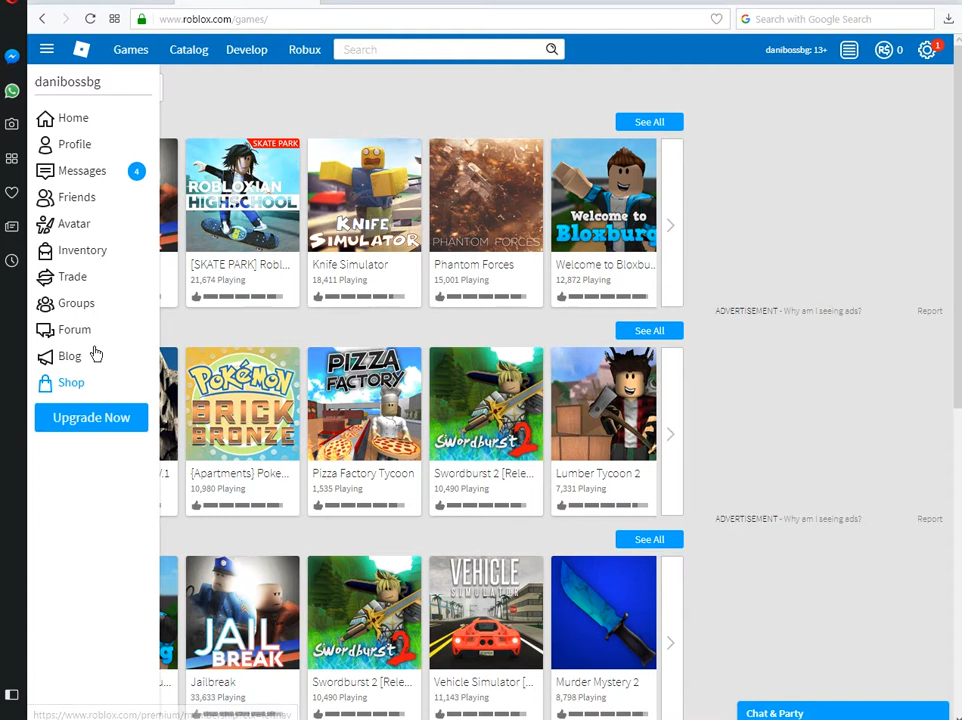 www.roblox.com/games/
Search with Google Search
Games Catalog Develop Robux Search danibossbg: 13+ R$ 0 1
danibossbg
Home
Profile
Messages 4
Friends
Avatar
Inventory
Trade
Groups
Forum
Blog
Shop
Upgrade Now
See All
SKATE PARK
ROBLOXIAN
HIGHSCHOOL
KNIFE
SIMULATOR
PHANTOM FORCES
Welcome to
Bloxburg
[SKATE PARK] Robl... Knife Simulator Phantom Forces Welcome to Bloxbu...
21,674 Playing 18,411 Playing 15,001 Playing 12,872 Playing
ADVERTISEMENT - Why am I seeing ads? Report
See All
POKéMON
BRICK
BRONZE
PIZZA
FACTORY
Swordburst
2
V.1 {Apartments} Poke... Pizza Factory Tycoon Swordburst 2 [Rele... Lumber Tycoon 2
10,980 Playing 1,535 Playing 10,490 Playing 7,331 Playing
ADVERTISEMENT - Why am I seeing ads? Report
See All
JAIL
BREAK
Swordburst
2
VEHICLE
SIMULATOR
Jailbreak Swordburst 2 [Rele... Vehicle Simulator [... Murder Mystery 2
33,633 Playing 10,490 Playing 11,143 Playing 8,798 Playing
Chat & Party